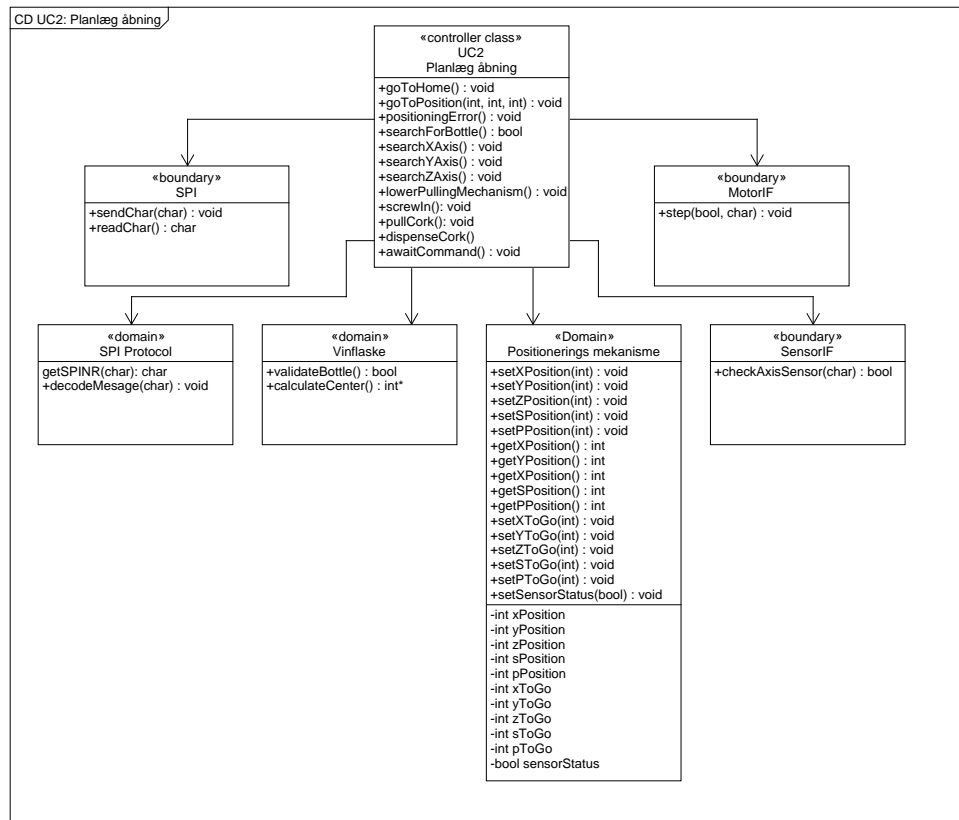 CD UC2: Planlæg åbning
«controller class»
UC2
Planlæg åbning
+goToHome() : void
+goToPosition(int, int, int) : void
+positioningError() : void
+searchForBottle() : bool
+searchXAxis() : void
+searchYAxis() : void
+searchZAxis() : void
+lowerPullingMechanism() : void
+screwIn() : void
+pullCork(): void
+dispenseCork()
+awaitCommand() : void
«boundary»
SPI
+sendChar(char) : void
+readChar() : char
«boundary»
MotorIF
+step(bool, char) : void
«domain»
SPI Protocol
getSPINR(char): char
+decodeMesage(char) : void
«domain»
Vinflaske
+validateBottle() : bool
+calculateCenter() : int*
«Domain»
Positionerings mekanisme
+setXPosition(int) : void
+setYPosition(int) : void
+setZPosition(int) : void
+setSPosition(int) : void
+setPPosition(int) : void
+getXPosition() : int
+getYPosition() : int
+getXPosition() : int
+getSPosition() : int
+getPPosition() : int
+setXToGo(int) : void
+setYToGo(int) : void
+setZToGo(int) : void
+setSToGo(int) : void
+setPToGo(int) : void
+setSensorStatus(bool) : void
-int xPosition
-int yPosition
-int zPosition
-int sPosition
-int pPosition
-int xToGo
-int yToGo
-int zToGo
-int sToGo
-int pToGo
-bool sensorStatus
«boundary»
SensorIF
+checkAxisSensor(char) : bool